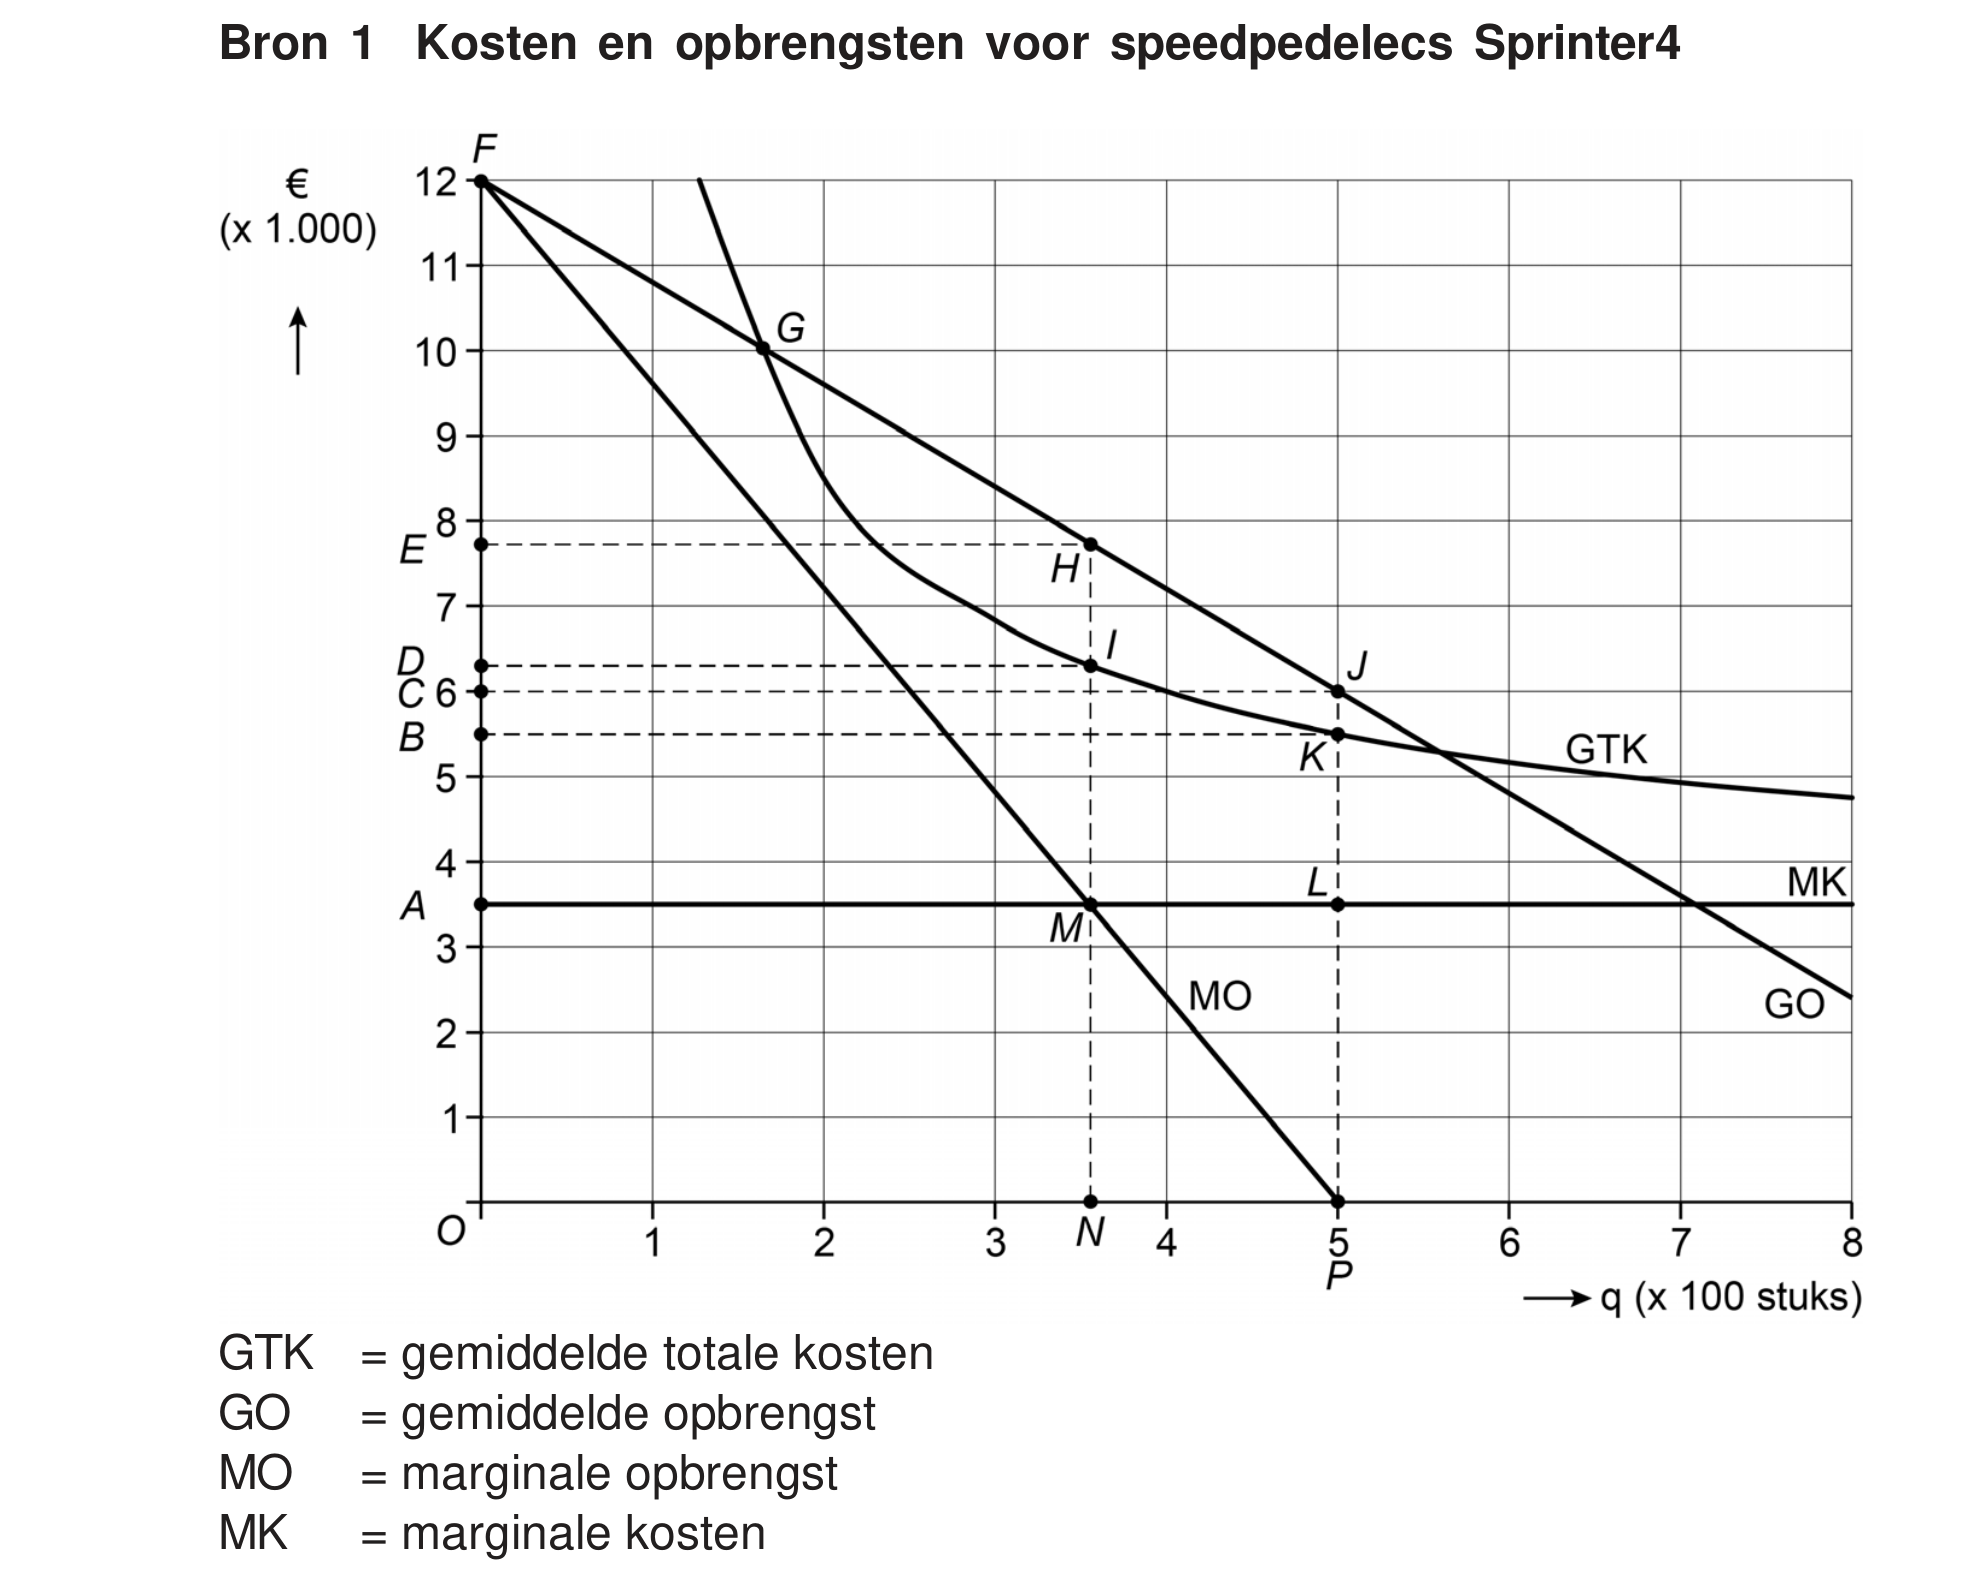 Bron 1 Kosten en opbrengsten voor speedpedelecs Sprinter4
F
€
(x 1.000)
12
11
G
10
9
8
E
H
7
D
I
J
C 6
B
K
GTK
5
4
A
L
MK
M
3
MO
GO
2
1
O
1
2
3
N
4
5
6
7
8
P
q (x 100 stuks)
GTK = gemiddelde totale kosten
GO = gemiddelde opbrengst
MO = marginale opbrengst
MK = marginale kosten